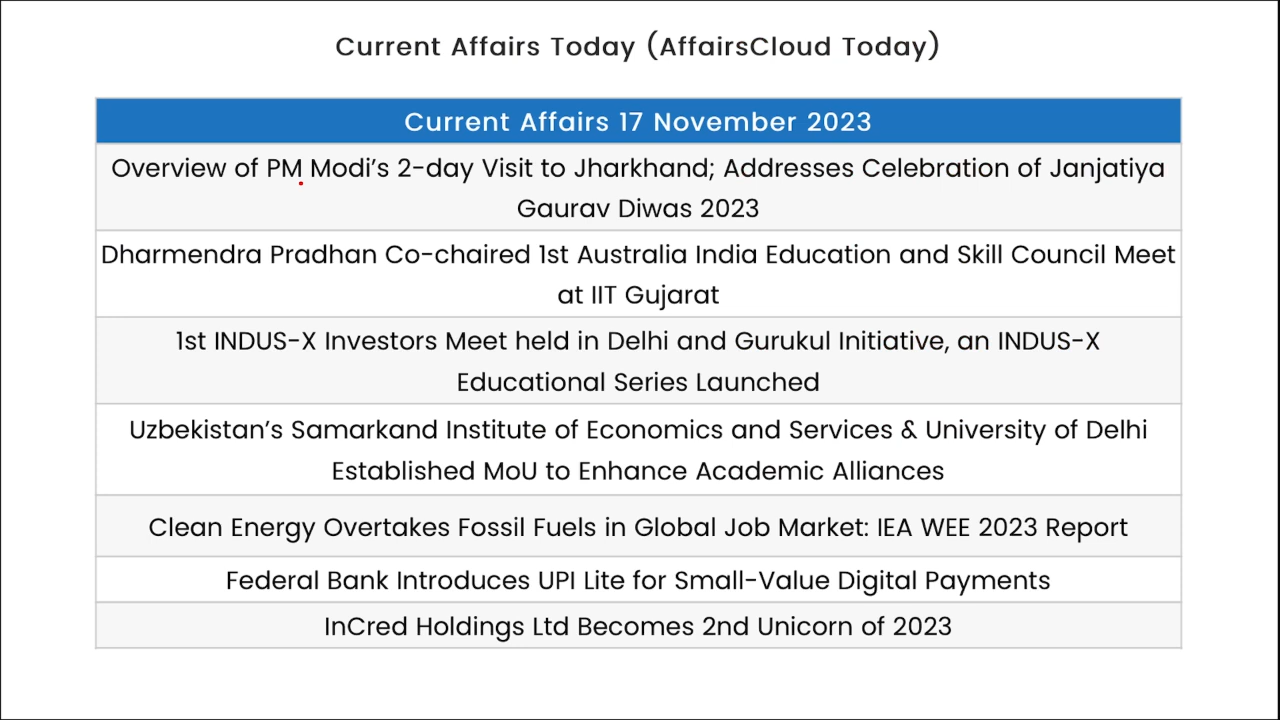 Current Affairs Today (AffairsCloud Today)
Current Affairs 17 November 2023
Overview of PM Modi’s 2-day Visit to Jharkhand; Addresses Celebration of Janjatiya
Gaurav Diwas 2023
Dharmendra Pradhan Co-chaired 1st Australia India Education and Skill Council Meet
at IIT Gujarat
1st INDUS-X Investors Meet held in Delhi and Gurukul Initiative, an INDUS-X
Educational Series Launched
Uzbekistan’s Samarkand Institute of Economics and Services & University of Delhi
Established MoU to Enhance Academic Alliances
Clean Energy Overtakes Fossil Fuels in Global Job Market: IEA WEE 2023 Report
Federal Bank Introduces UPI Lite for Small-Value Digital Payments
InCred Holdings Ltd Becomes 2nd Unicorn of 2023